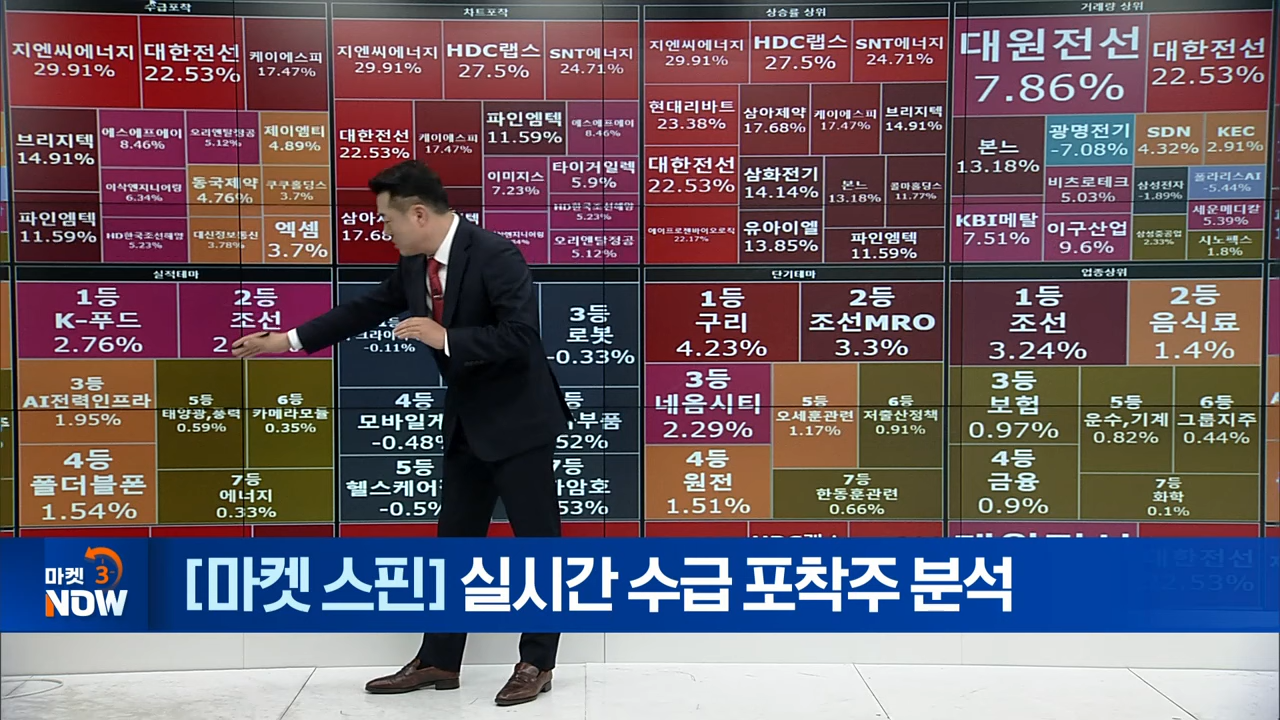 수급포착
지엔씨에너지
29.91%
대한전선
22.53%
케이에스피
17.47%
브리지텍
14.91%
에스에프에이
8.46%
오리엔탈정공
5.12%
제이엠티
4.89%
이삭엔지니어링
6.34%
동국제약
4.76%
쿠쿠홀딩스
3.7%
파인엠텍
11.59%
HD한국조선해양
5.23%
대신정보통신
3.78%
엑셈
3.7%
차트포착
지엔씨에너지
29.91%
HDC랩스
27.5%
SNT에너지
24.71%
대한전선
22.53%
케이에스피
17.47%
파인엠텍
11.59%
에스에프에이
8.46%
이미지스
7.23%
타이거일렉
5.9%
HD한국조선해양
5.23%
오리엔탈정공
5.12%
상승률 상위
지엔씨에너지
29.91%
HDC랩스
27.5%
SNT에너지
24.71%
현대리바트
23.38%
삼아제약
17.68%
케이에스피
17.47%
브리지텍
14.91%
대한전선
22.53%
삼화전기
14.14%
본느
13.18%
콜마홀딩스
11.77%
에이프로젠바이오로직
22.17%
유아이엘
13.85%
파인엠텍
11.59%
거래량 상위
대원전선
7.86%
대한전선
22.53%
본느
13.18%
광명전기
-7.08%
SDN
4.32%
KEC
2.91%
비츠로테크
5.03%
삼성전자
-1.89%
폴라리스AI
-5.44%
KBI메탈
7.51%
이구산업
9.6%
삼성중공업
2.33%
세운메디칼
5.39%
시노펙스
1.8%
실적테마
1등
K-푸드
2.76%
2등
조선
3등
AI전력인프라
1.95%
5등
태양광,풍력
0.59%
6등
카메라모듈
0.35%
4등
폴더블폰
1.54%
7등
에너지
0.33%
-0.11%
3등
로봇
-0.33%
4등
모바일게
-0.48%
부품
5등
헬스케어
-0.5%
7등
단기테마
1등
구리
4.23%
2등
조선MRO
3.3%
3등
네옴시티
2.29%
5등
오세훈관련
1.17%
6등
저출산정책
0.91%
4등
원전
1.51%
7등
한동훈관련
0.66%
업종상위
1등
조선
3.24%
2등
음식료
1.4%
3등
보험
0.97%
5등
운수,기계
0.82%
6등
그룹지주
0.44%
4등
금융
0.9%
7등
화학
0.1%
마켓 3
NOW
[마켓 스핀] 실시간 수급 포착주 분석